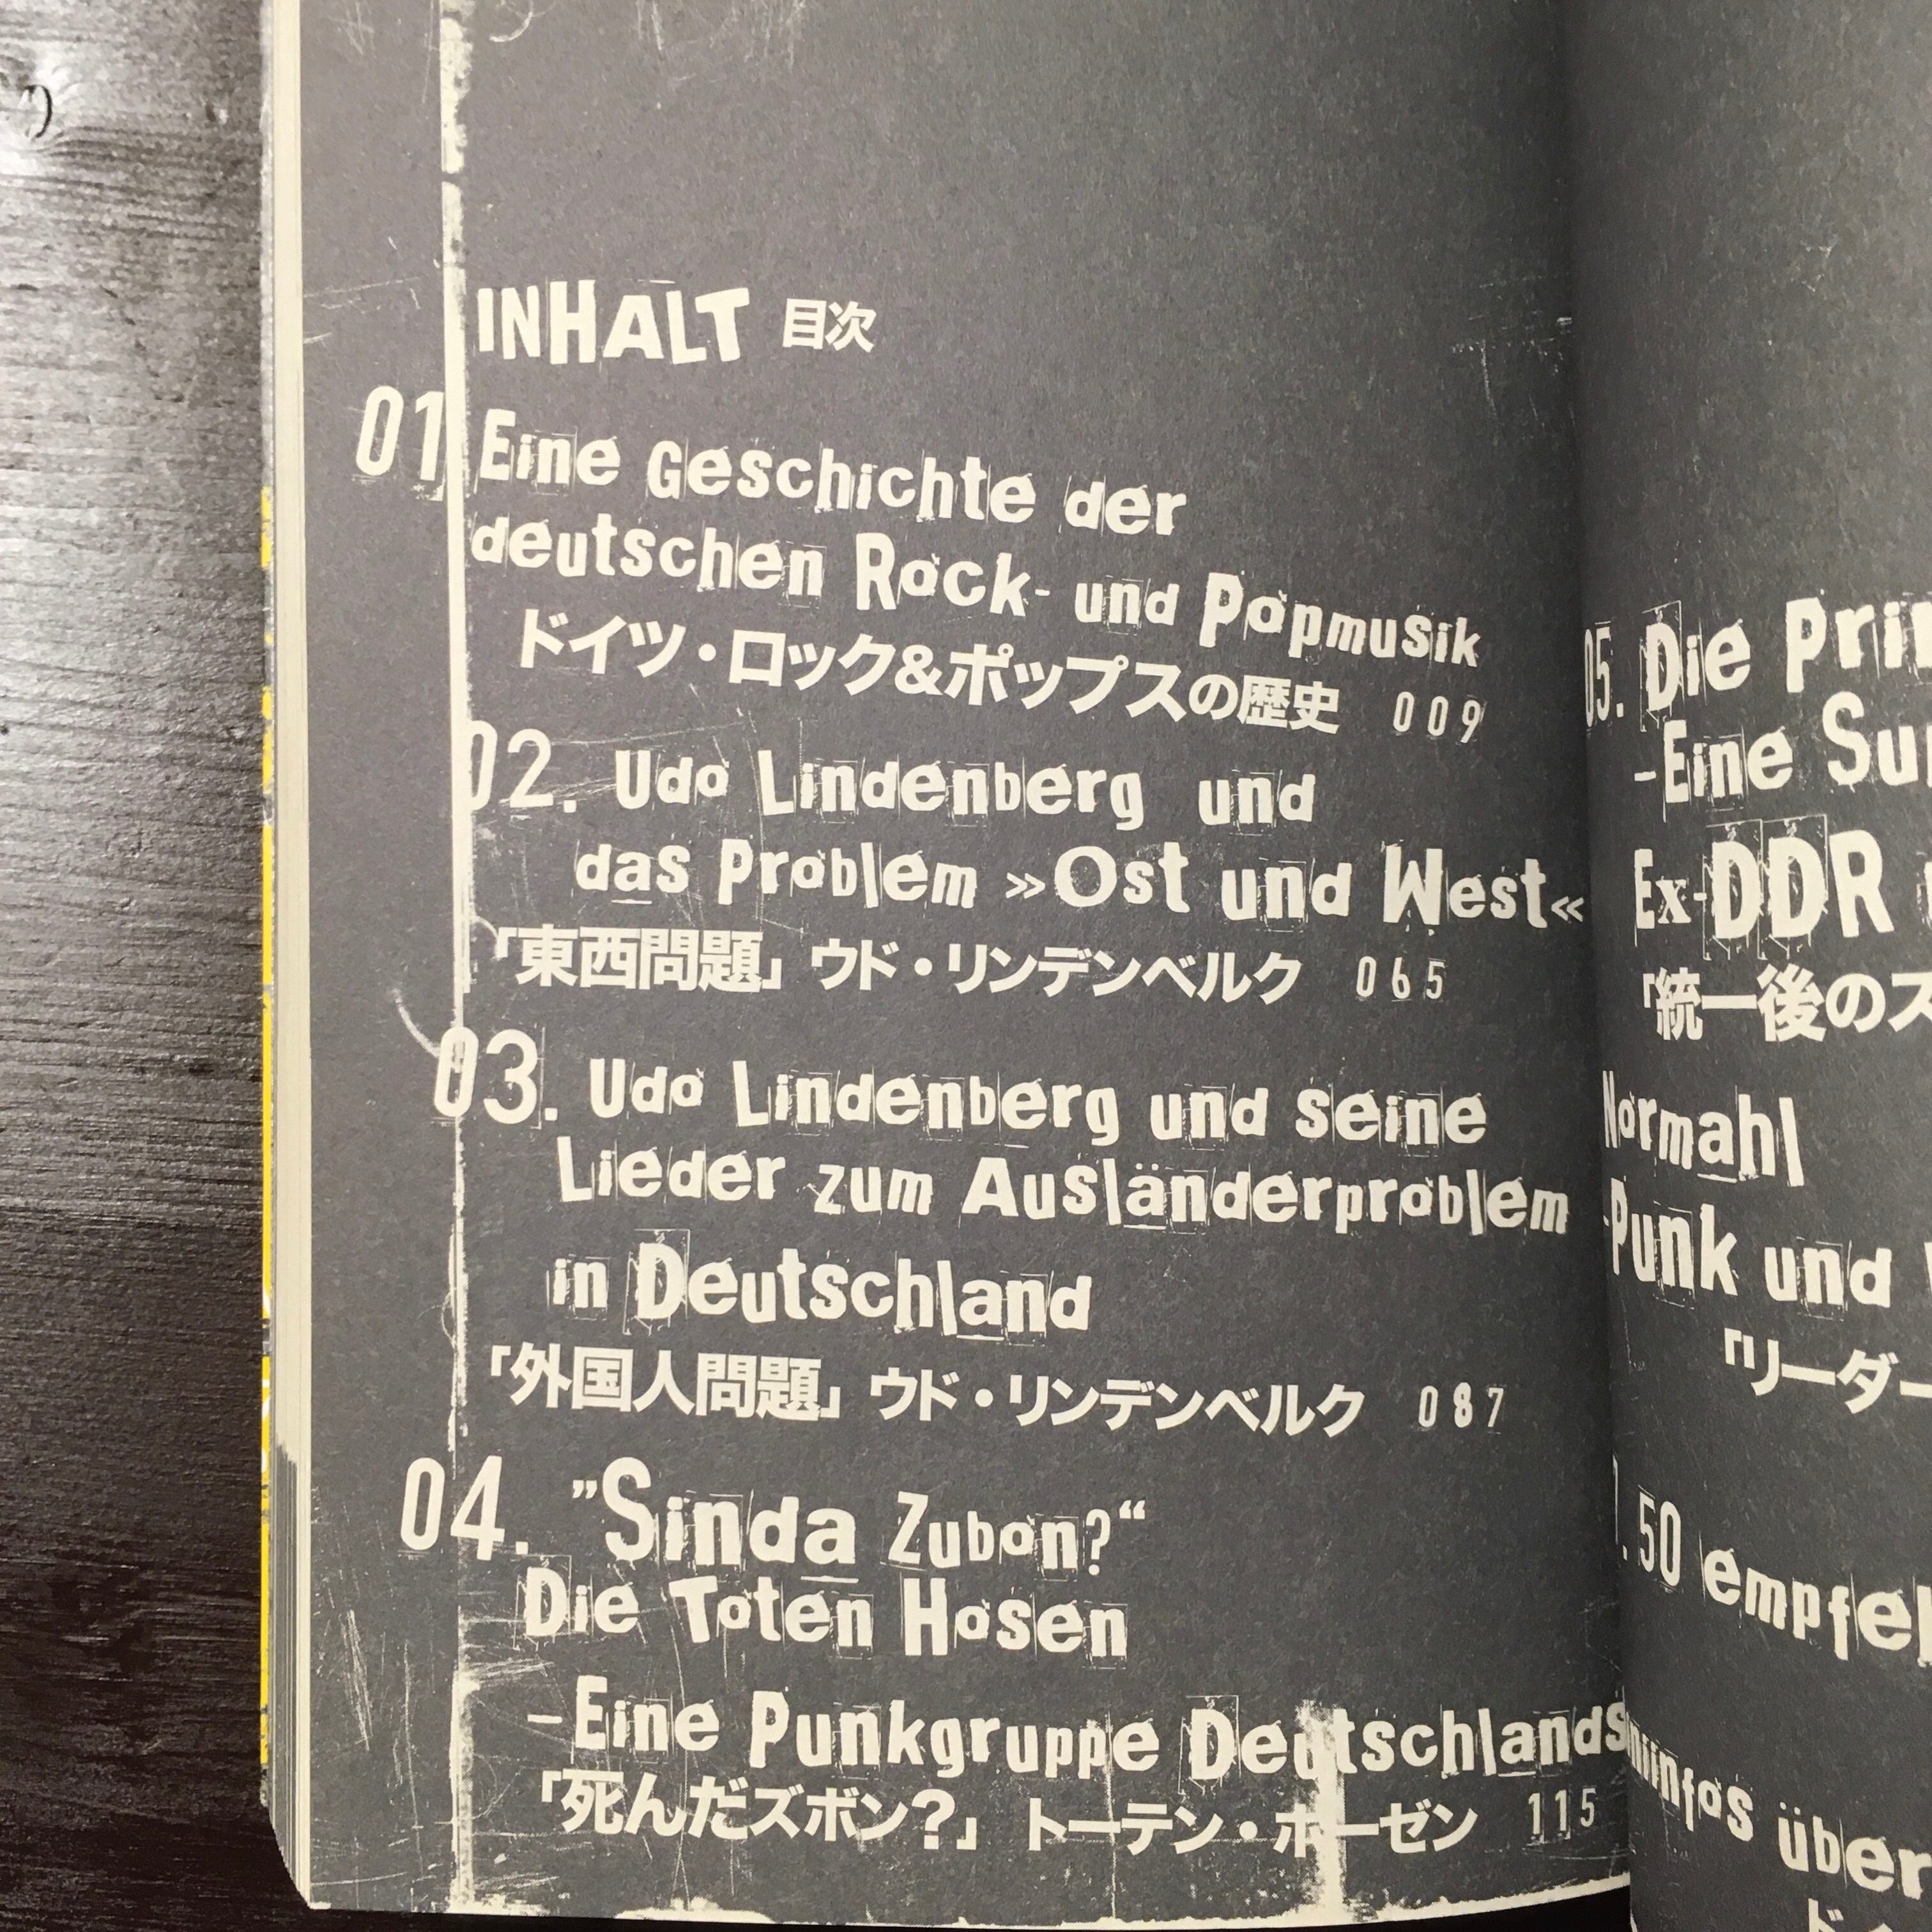 INHALT 目次
01 Eine Geschichte der
deutschen Rock- und Popmusik
ドイツ・ロック&ポップスの歴史 009
02. Udo Lindenberg und
das Problem »Ost und West«
「東西問題」ウド・リンデンベルク 065
03. Udo Lindenberg und seine
Lieder zum Ausländerproblem
in Deutschland
「外国人問題」ウド・リンデンベルク 087
04. "Sinda Zubon?“
Die Toten Hosen
-Eine Punkgruppe Deutschlands
「死んだズボン?」トーテン・ホーゼン 115
05. Die
-Eine
Ex-DDR
「統一後の
Normahl
-Punk und
「リーダー
50
über